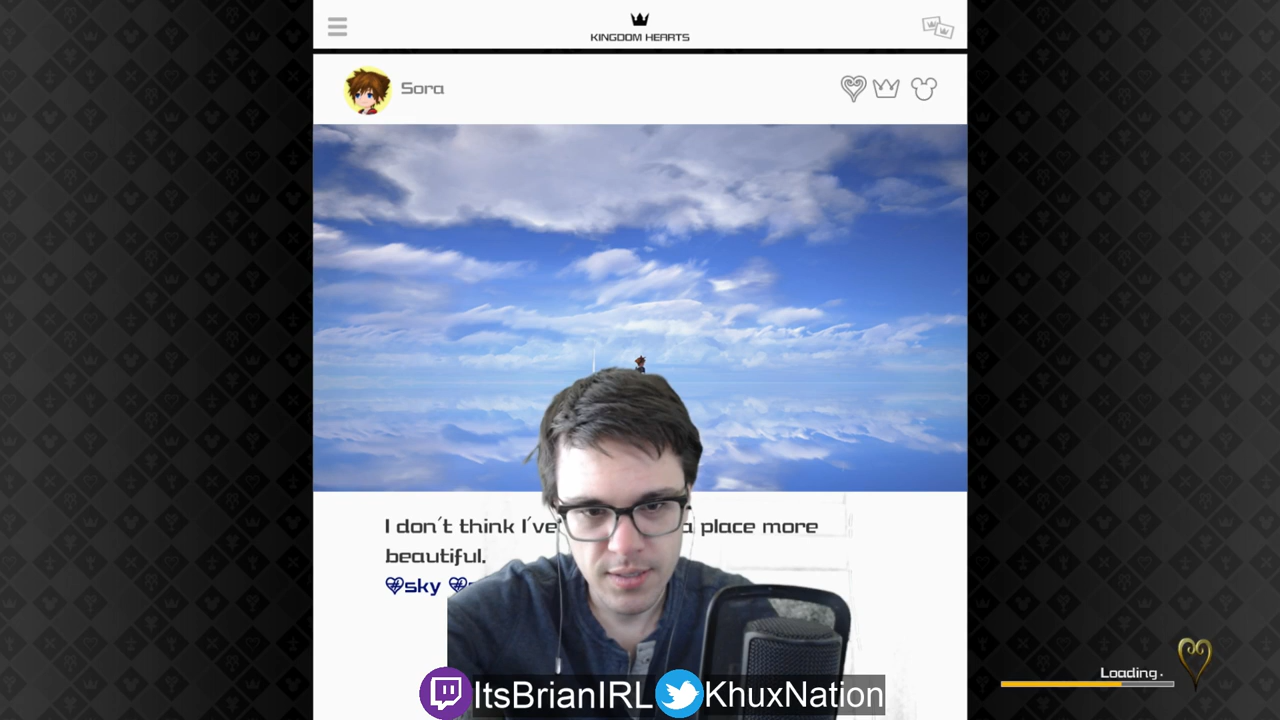 KINGDOM HEARTS
Sora
I don't think I've a place more
beautiful.
#sky #
Loading.
ItsBrianIRL KhuxNation